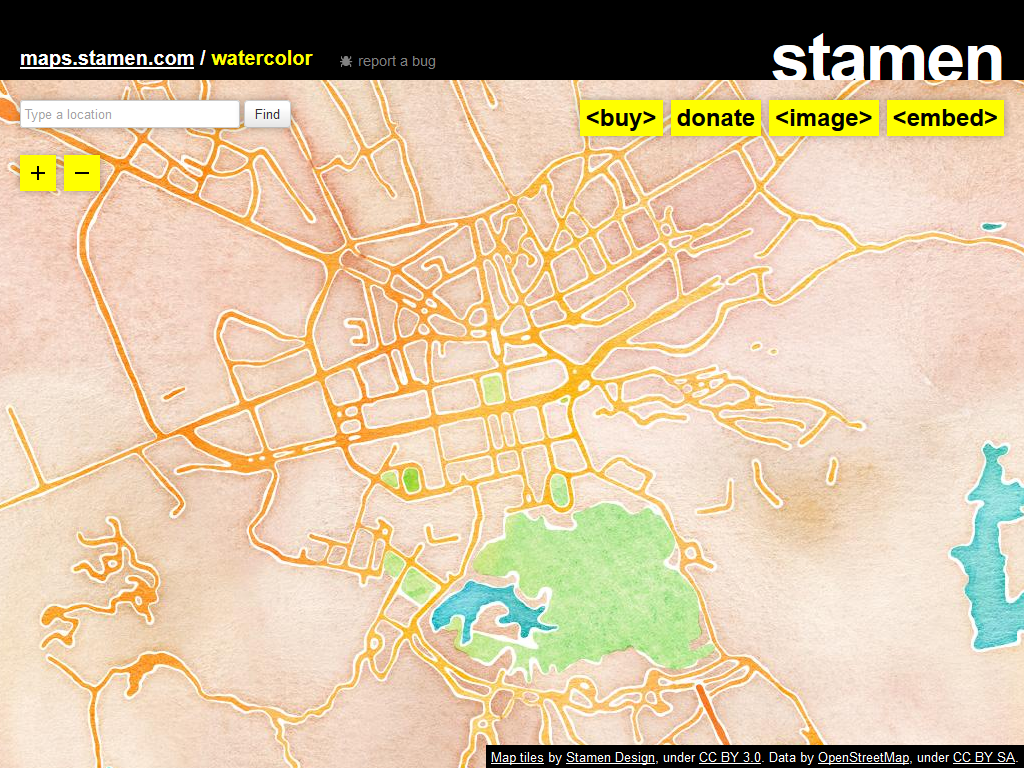 maps.stamen.com / watercolor
report a bug
stamen
Type a location
Find
<buy>
donate
<image>
<embed>
+
−
Map tiles by Stamen Design, under CC BY 3.0. Data by OpenStreetMap, under CC BY SA.